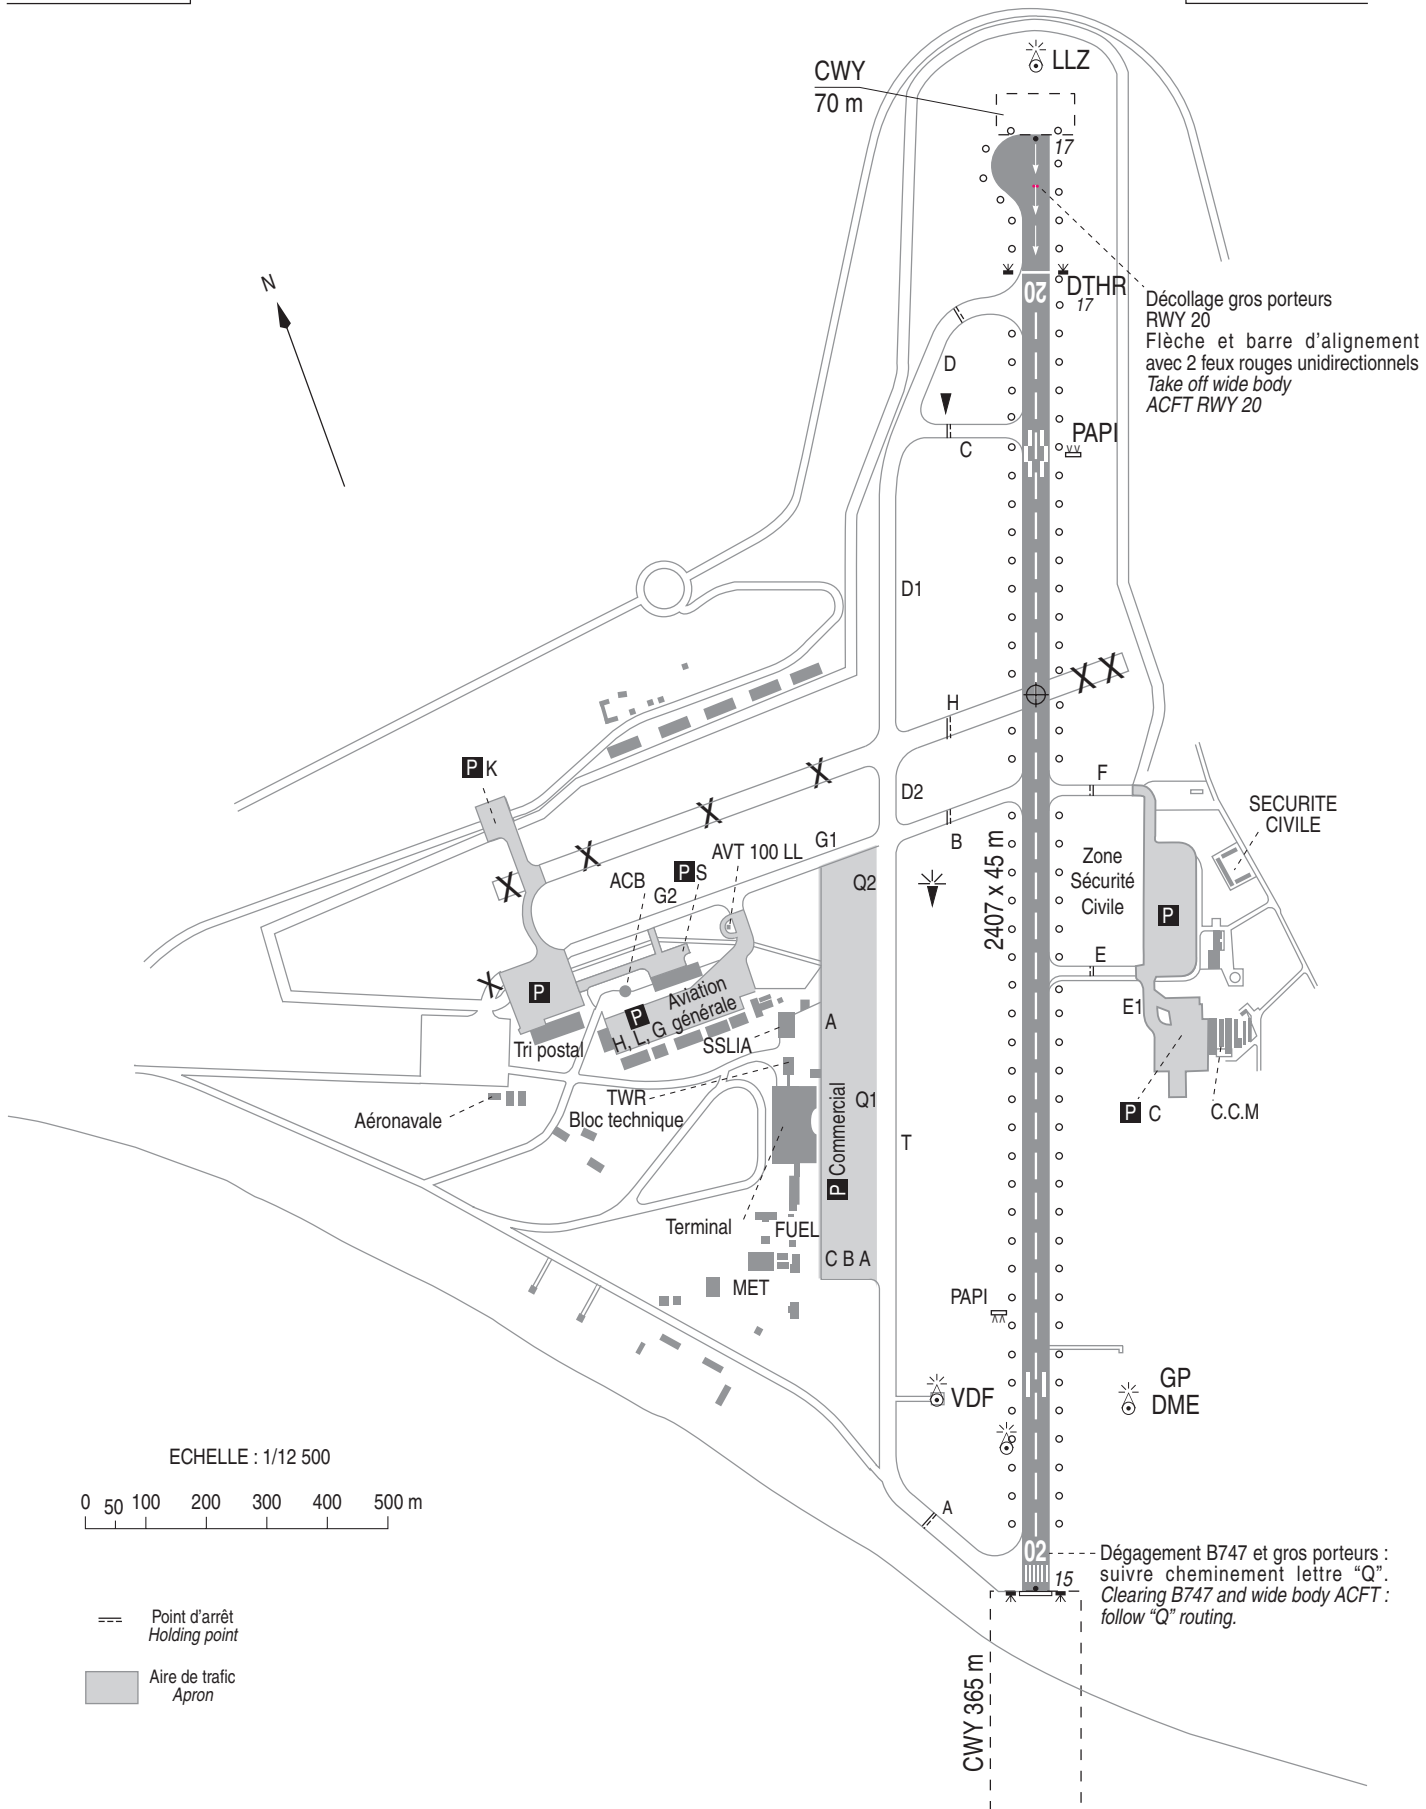 LLZ
CWY
70 m
17
N
20
DTHR
17
Décollage gros porteurs
RWY 20
Flèche et barre d'alignement
avec 2 feux rouges unidirectionnels
Take off wide body
ACFT RWY 20
D
PAPI
C
D1
H
P K
F
D2
SECURITE
CIVILE
G1
B
AVT 100 LL
P S
ACB
G2
Q2
Zone
Sécurité
Civile
2407 x 45 m
P
E
P
Aviation
générale
P
H, L, G
E1
A
SSLIA
Tri postal
TWR
Bloc technique
Aéronavale
Q1
P Commercial
P C
C.C.M
T
Terminal
FUEL
C B A
MET
PAPI
GP
DME
VDF
ECHELLE : 1/12 500
0 50 100 200 300 400 500 m
A
02
15
Dégagement B747 et gros porteurs :
suivre cheminement lettre “Q”.
Clearing B747 and wide body ACFT :
follow “Q” routing.
Point d'arrêt
Holding point
Aire de trafic
Apron
CWY 365 m